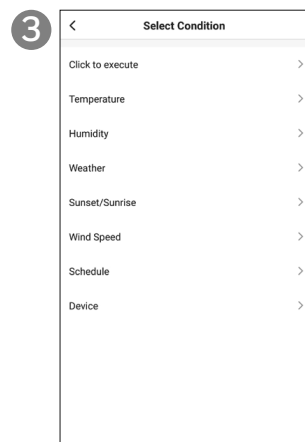 3
Select Condition
Click to execute
Temperature
Humidity
Weather
Sunset/Sunrise
Wind Speed
Schedule
Device